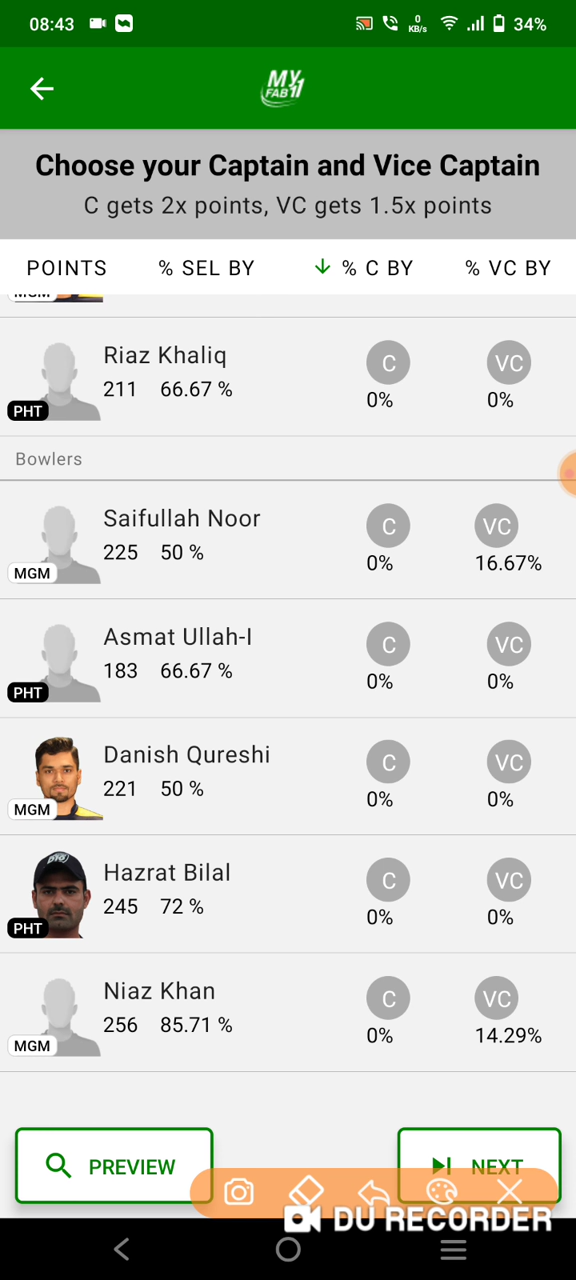 08:43
0
KB/s
34%
MY
FAB11
Choose your Captain and Vice Captain
C gets 2x points, VC gets 1.5x points
POINTS % SEL BY % C BY % VC BY
MGM
Riaz Khaliq
C VC
211 66.67 %
0% 0%
PHT
Bowlers
Saifullah Noor
C VC
225 50 %
0% 16.67%
MGM
Asmat Ullah-I
C VC
183 66.67 %
0% 0%
PHT
Danish Qureshi
C VC
221 50 %
0% 0%
MGM
Hazrat Bilal
C VC
245 72 %
0% 0%
PHT
Niaz Khan
C VC
256 85.71 %
0% 14.29%
MGM
PREVIEW NEXT
DU RECORDER